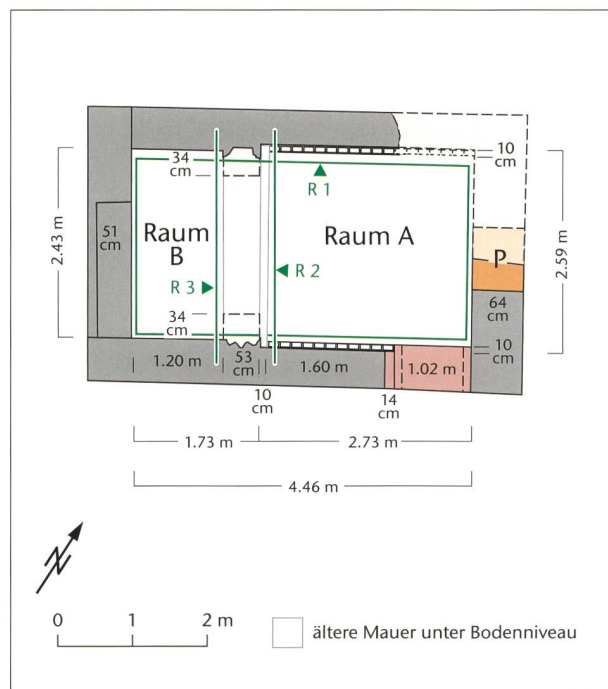 10
cm
34
cm
R 1
2.43 m
51
cm
Raum
B
Raum A
P
2.59 m
R 3
R 2
34
cm
64
cm
10
cm
1.20 m
53
cm
1.60 m
1.02 m
10
cm
14
cm
1.73 m
2.73 m
4.46 m
N
0
1
2 m
ältere Mauer unter Bodenniveau